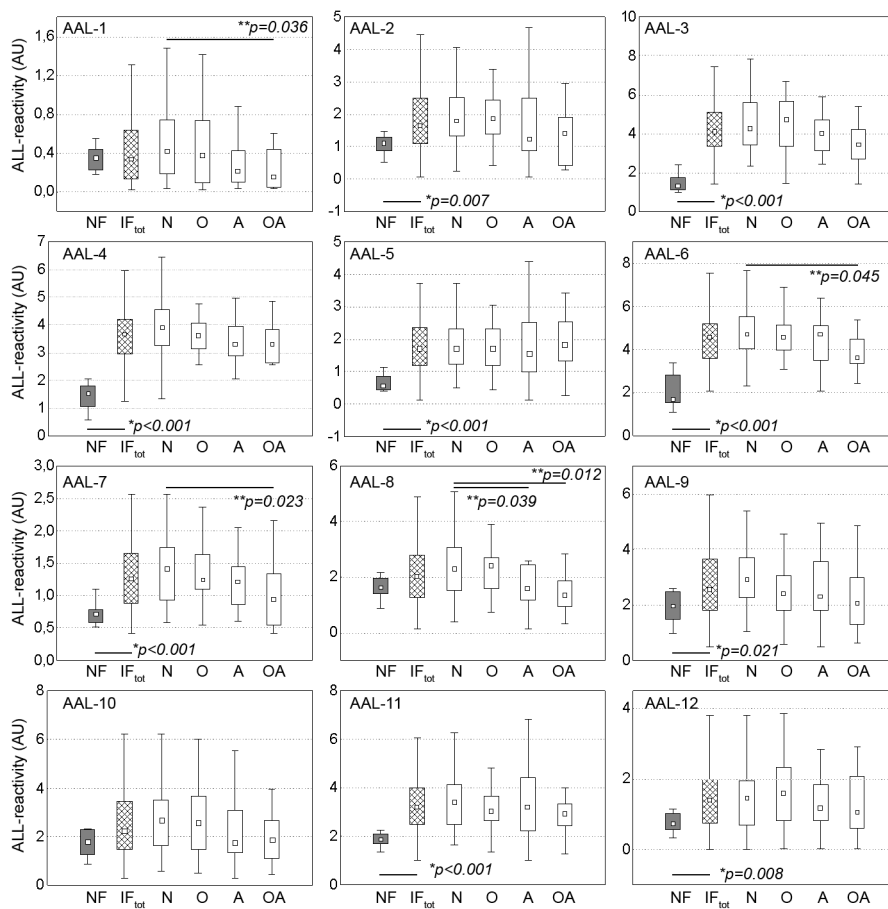 AAL-1 **p=0.036
ALL-reactivity (AU)
1,6
1,2
0,8
0,4
0,0
NF IFtot N O A OA
AAL-2
5
4
3
2
1
0
-1
*p=0.007
NF IFtot N O A OA
AAL-3
10
8
6
4
2
0
*p<0.001
NF IFtot N O A OA
AAL-4
ALL-reactivity (AU)
7
6
5
4
3
2
1
0
*p<0.001
NF IFtot N O A OA
AAL-5
5
4
3
2
1
0
-1
*p<0.001
NF IFtot N O A OA
AAL-6
**p=0.045
8
6
4
2
0
*p<0.001
NF IFtot N O A OA
AAL-7
**p=0.023
ALL-reactivity (AU)
3,0
2,5
2,0
1,5
1,0
0,5
0,0
*p<0.001
NF IFtot N O A OA
AAL-8
**p=0.012
**p=0.039
6
4
2
0
NF IFtot N O A OA
AAL-9
6
4
2
0
*p=0.021
NF IFtot N O A OA
AAL-10
ALL-reactivity (AU)
8
6
4
2
0
NF IFtot N O A OA
AAL-11
8
6
4
2
0
*p<0.001
NF IFtot N O A OA
AAL-12
4
2
0
*p=0.008
NF IFtot N O A OA